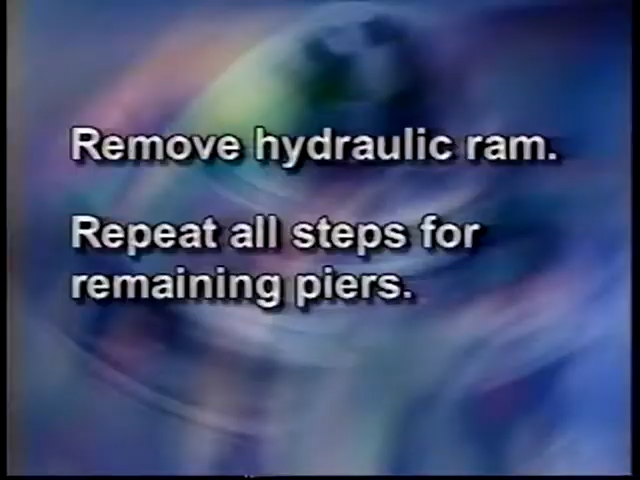 Remove hydraulic ram.
Repeat all steps for
remaining piers.